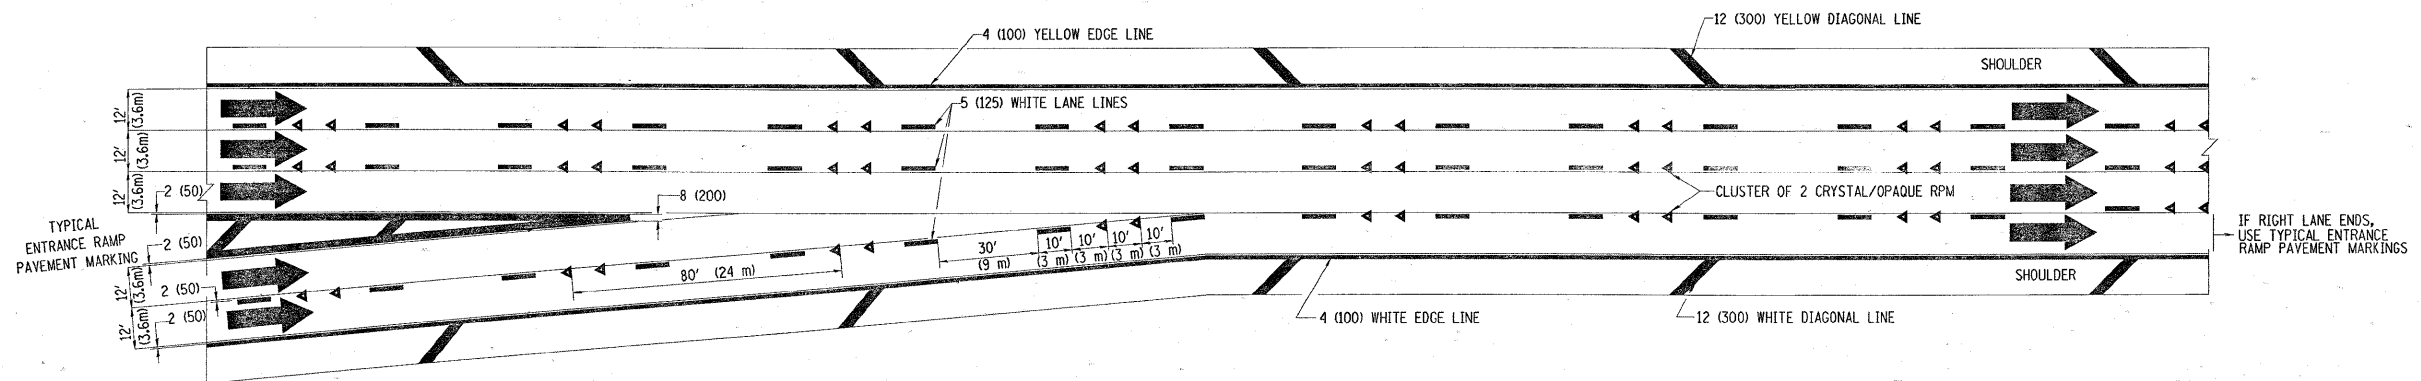 12 (300) YELLOW DIAGONAL LINE
4 (100) YELLOW EDGE LINE
SHOULDER
12'
(3.6m)
5 (125) WHITE LANE LINES
12'
(3.6m)
12'
(3.6m)
2 (50)
8 (200)
CLUSTER OF 2 CRYSTAL/OPAQUE RPM
TYPICAL
ENTRANCE RAMP
PAVEMENT MARKING
2 (50)
IF RIGHT LANE ENDS,
USE TYPICAL ENTRANCE
RAMP PAVEMENT MARKINGS
30'
(9 m)
10' 10' 10' 10'
(3 m) (3 m) (3 m) (3 m)
80' (24 m)
12'
(3.6m)
2 (50)
SHOULDER
12'
(3.6m)
2 (50)
4 (100) WHITE EDGE LINE
12 (300) WHITE DIAGONAL LINE